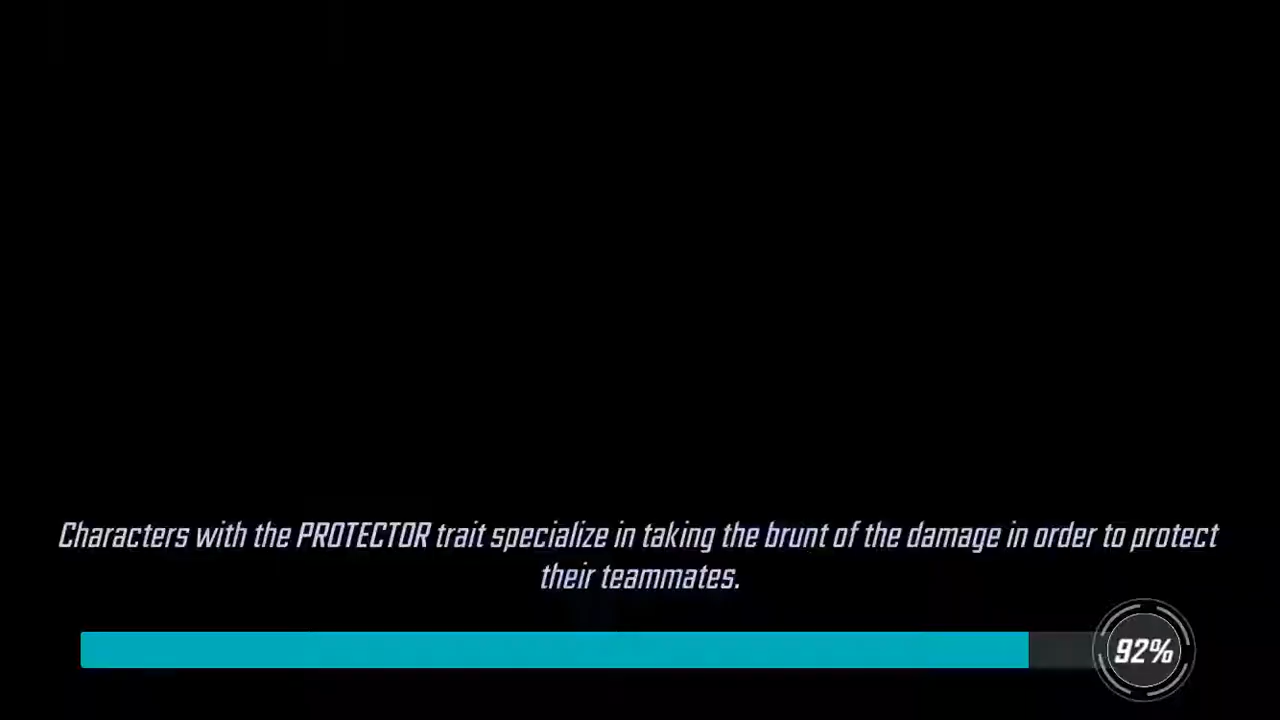 Characters with the PROTECTOR trait specialize in taking the brunt of the damage in order to protect
their teammates.
92%